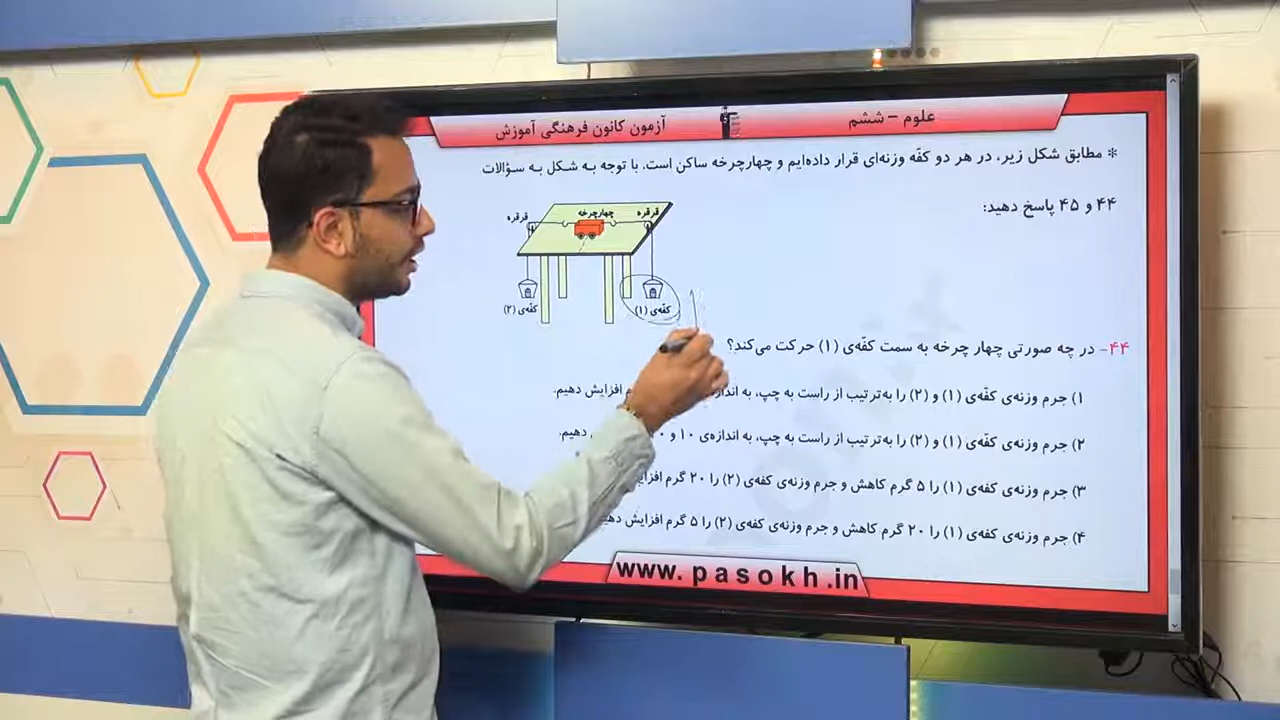 علوم – ششم
آزمون کانون فرهنگی آموزش
* مطابق شکل زیر، در هر دو کفّه وزنه‌ای قرار داده‌ایم و چهارچرخه ساکن است. با توجه به شکل به سؤالات
۴۴ و ۴۵ پاسخ دهید:
قرقره
چهارچرخه
قرقره
کفّه‌ی (۱)
کفّه‌ی (۲)
۴۴– در چه صورتی چهار چرخه به سمت کفّه‌ی (۱) حرکت می‌کند؟
۱) جرم وزنه‌ی کفّه‌ی (۱) و (۲) را به‌ترتیب از راست به چپ، به اندازه‌ی افزایش دهیم.
۲) جرم وزنه‌ی کفّه‌ی (۱) و (۲) را به‌ترتیب از راست به چپ، به اندازه‌ی ۱۰ و دهیم.
۳) جرم وزنه‌ی کفه‌ی (۱) را ۵ گرم کاهش و جرم وزنه‌ی کفه‌ی (۲) را ۲۰ گرم
۴) جرم وزنه‌ی کفه‌ی (۱) را ۲۰ گرم کاهش و جرم وزنه‌ی کفه‌ی (۲) را ۵ گرم افزایش
www.pasokh.in